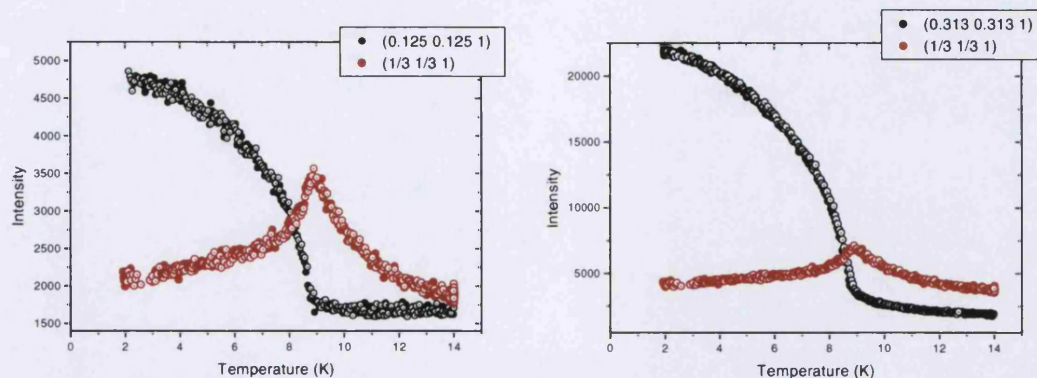 (0.125 0.125 1)
(1/3 1/3 1)
5000
4500
4000
3500
3000
2500
2000
1500
Intensity
0 2 4 6 8 10 12 14
Temperature (K)
(0.313 0.313 1)
(1/3 1/3 1)
20000
15000
10000
5000
Intensity
0 2 4 6 8 10 12 14
Temperature (K)